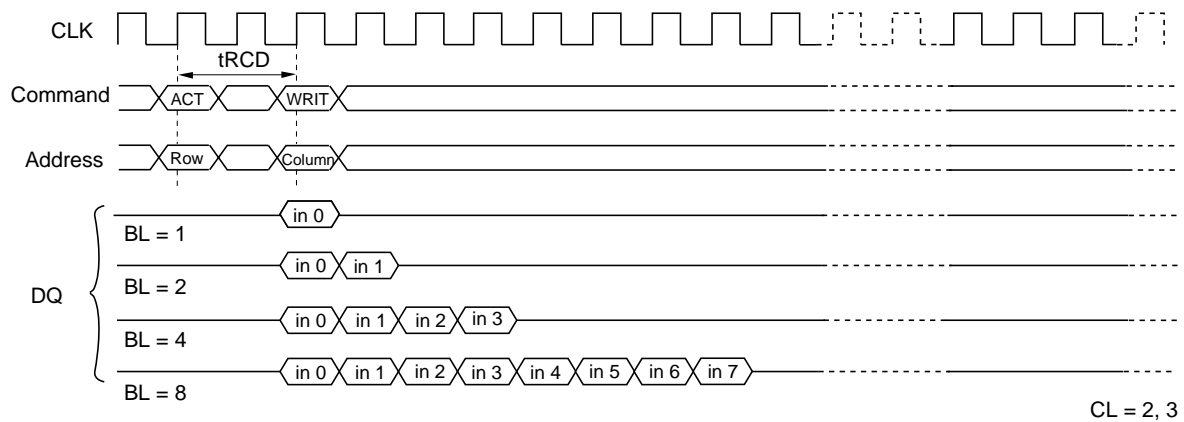 CLK
tRCD
Command ACT WRIT
Address Row Column
in 0
BL = 1
in 0 in 1
BL = 2
DQ
in 0 in 1 in 2 in 3
BL = 4
in 0 in 1 in 2 in 3 in 4 in 5 in 6 in 7
BL = 8
CL = 2, 3